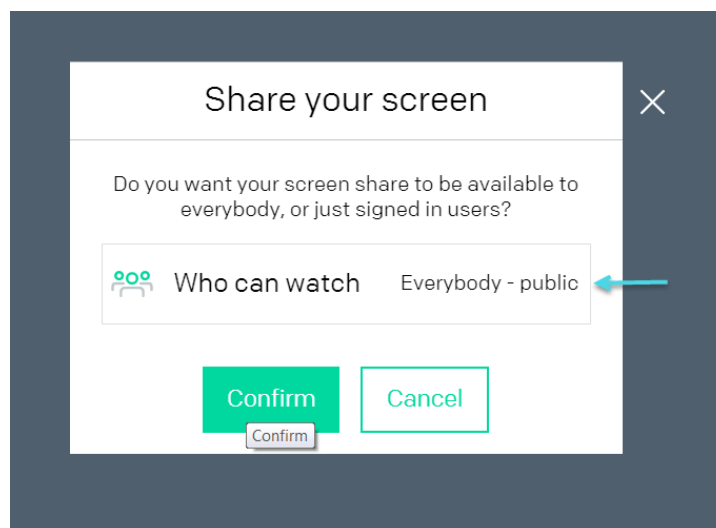 Share your screen
Do you want your screen share to be available to
everybody, or just signed in users?
Who can watch Everybody - public
Confirm Cancel
Confirm